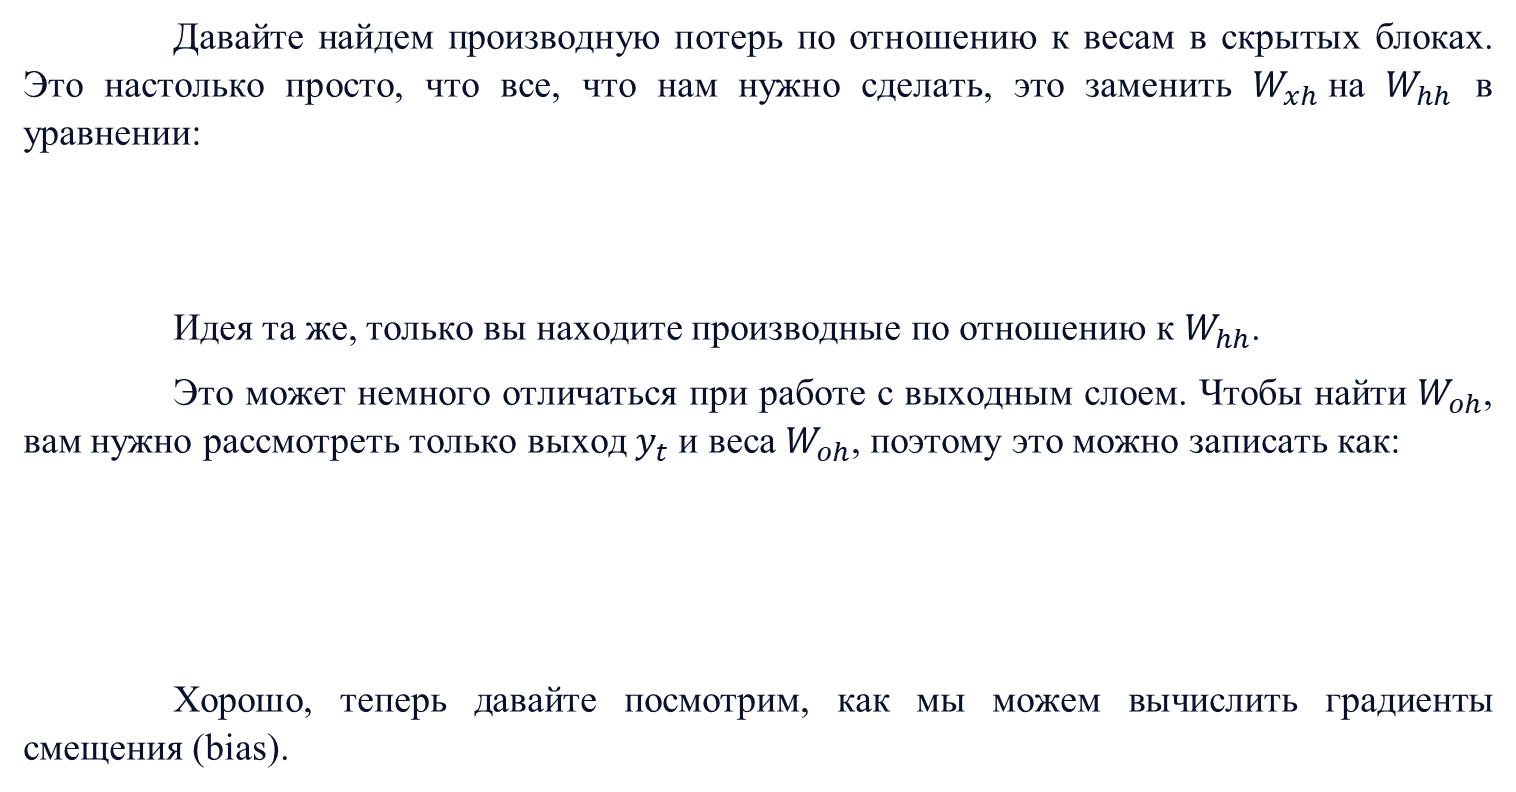 Давайте найдем производную потерь по отношению к весам в скрытых блоках.
Это настолько просто, что все, что нам нужно сделать, это заменить W_xh на W_hh в
уравнении:
Идея та же, только вы находите производные по отношению к W_hh.
Это может немного отличаться при работе с выходным слоем. Чтобы найти W_oh,
вам нужно рассмотреть только выход y_t и веса W_oh, поэтому это можно записать как:
Хорошо, теперь давайте посмотрим, как мы можем вычислить градиенты
смещения (bias).